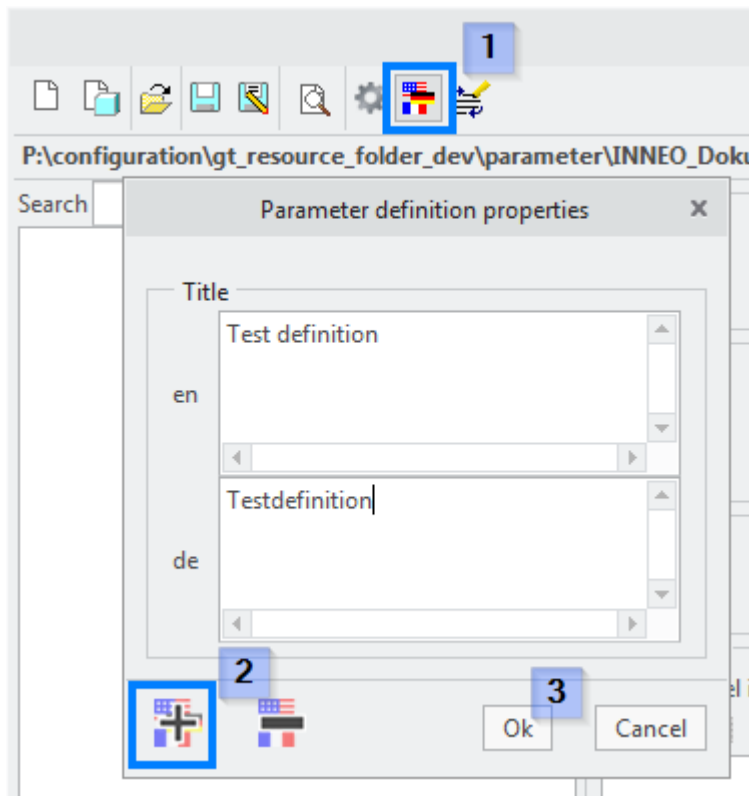 1
P:\configuration\gt_resource_folder_dev\parameter\INNEO_Doku
Search
Parameter definition properties
Title
en
Test definition
de
Testdefinition
2
3
Ok
Cancel